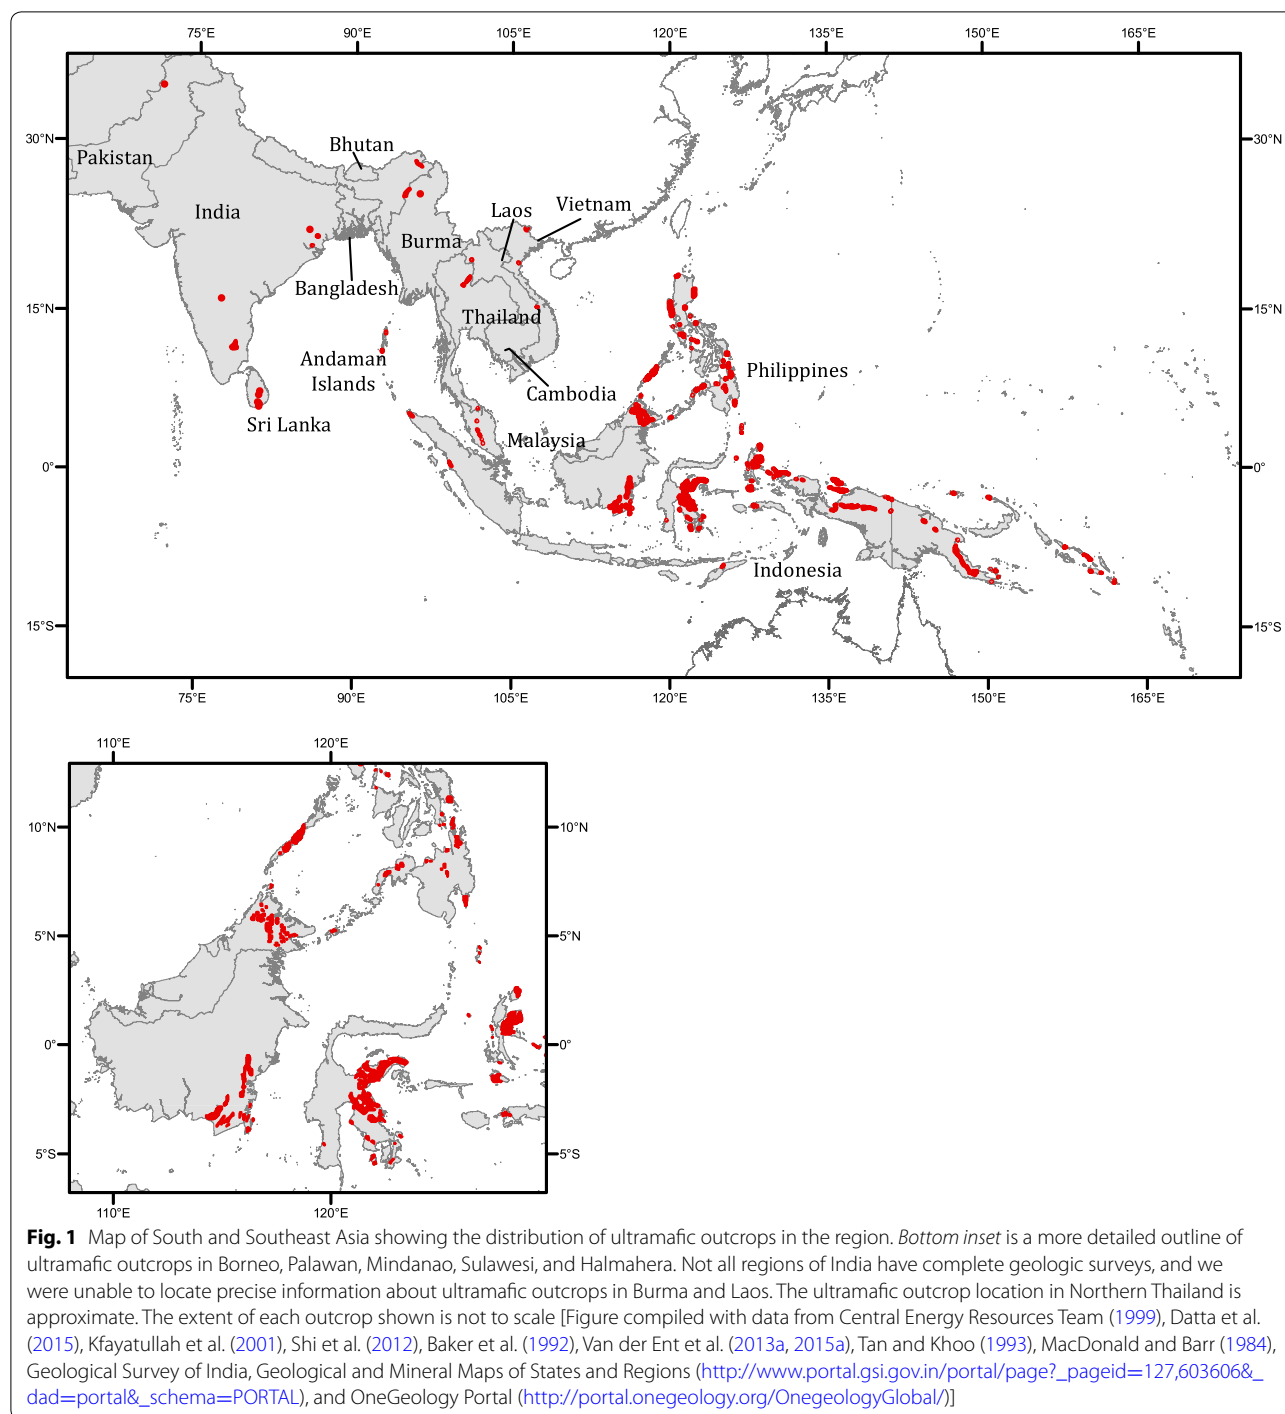 75°E 90°E 105°E 120°E 135°E 150°E 165°E
30°N 30°N
Bhutan
Pakistan
Vietnam
Laos
India
Burma
Bangladesh
15°N 15°N
Thailand
Andaman
Islands
Philippines
Cambodia
Sri Lanka
Malaysia
0° 0°
Indonesia
15°S 15°S
75°E 90°E 105°E 120°E 135°E 150°E 165°E
110°E 120°E
10°N 10°N
5°N 5°N
0° 0°
5°S 5°S
110°E 120°E
Fig. 1 Map of South and Southeast Asia showing the distribution of ultramafic outcrops in the region. Bottom inset is a more detailed outline of
ultramafic outcrops in Borneo, Palawan, Mindanao, Sulawesi, and Halmahera. Not all regions of India have complete geologic surveys, and we
were unable to locate precise information about ultramafic outcrops in Burma and Laos. The ultramafic outcrop location in Northern Thailand is
approximate. The extent of each outcrop shown is not to scale [Figure compiled with data from Central Energy Resources Team (1999), Datta et al.
(2015), Kfayatullah et al. (2001), Shi et al. (2012), Baker et al. (1992), Van der Ent et al. (2013a, 2015a), Tan and Khoo (1993), MacDonald and Barr (1984),
Geological Survey of India, Geological and Mineral Maps of States and Regions (http://www.portal.gsi.gov.in/portal/page?_pageid=127,603606&_
dad=portal&_schema=PORTAL), and OneGeology Portal (http://portal.onegeology.org/OnegeologyGlobal/)]